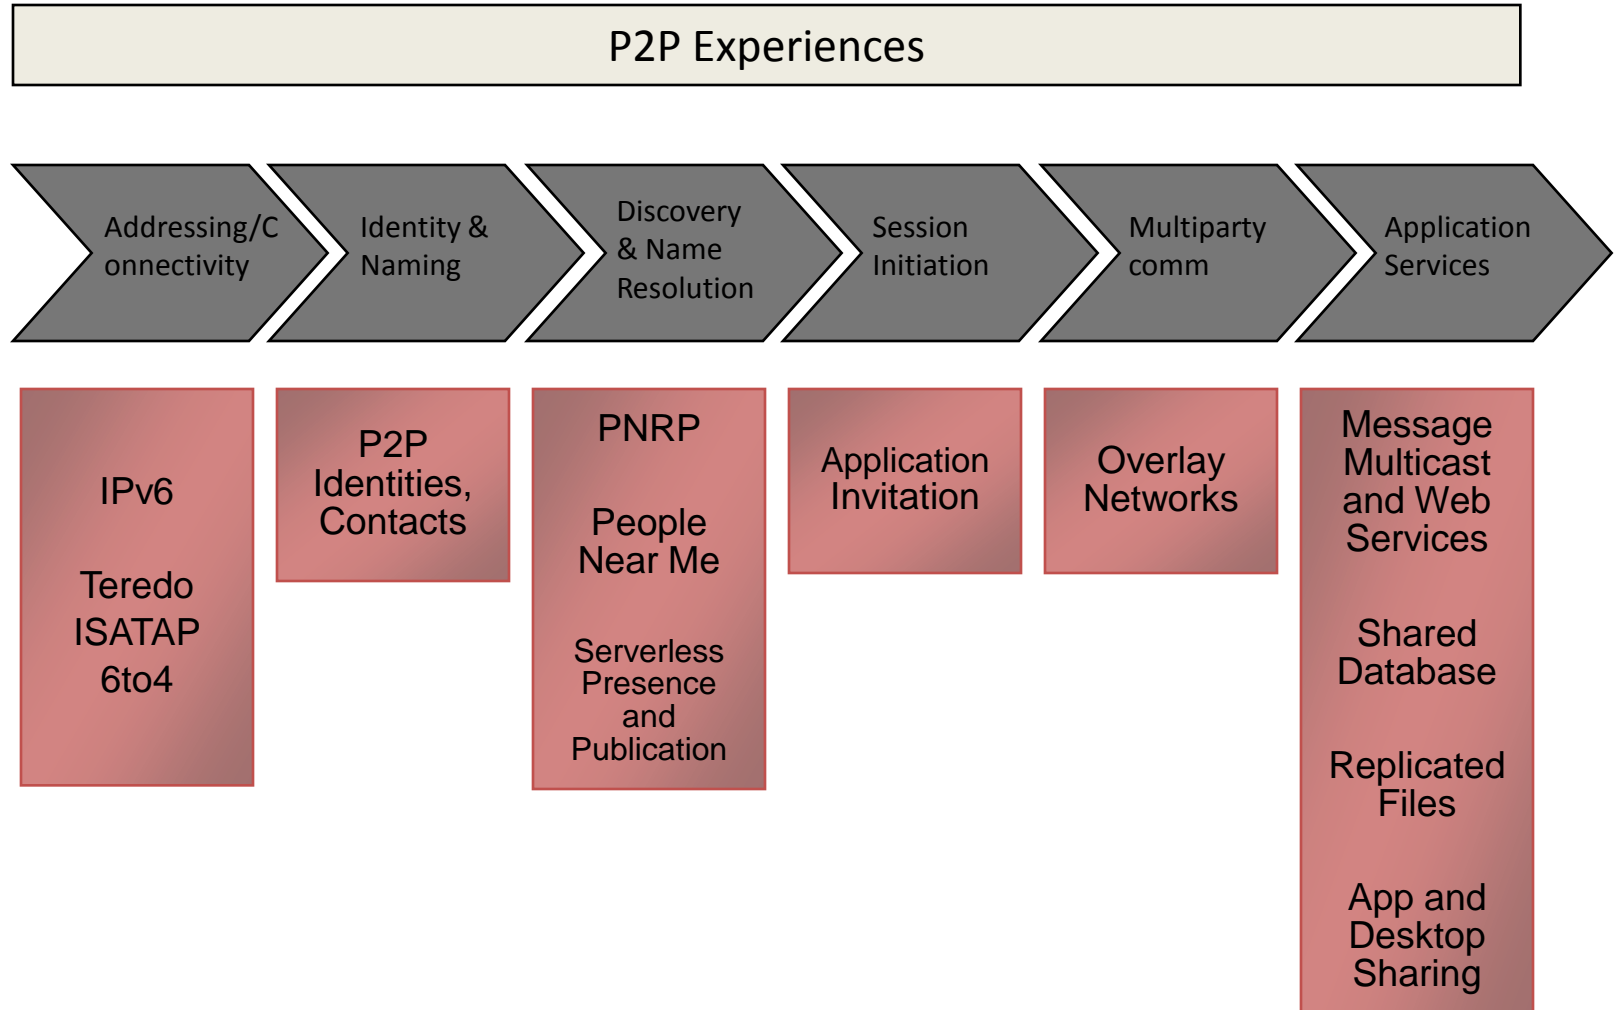 P2P Experiences
Addressing/C
onnectivity
Identity &
Naming
Discovery
& Name
Resolution
Session
Initiation
Multiparty
comm
Application
Services
IPv6
Teredo
ISATAP
6to4
P2P
Identities,
Contacts
PNRP
People
Near Me
Serverless
Presence
and
Publication
Application
Invitation
Overlay
Networks
Message
Multicast
and Web
Services
Shared
Database
Replicated
Files
App and
Desktop
Sharing